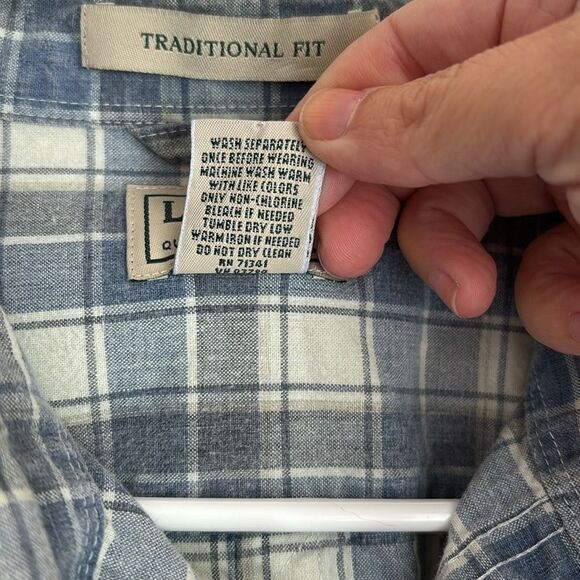 TRADITIONAL FIT
WASH SEPARATELY
ONCE BEFORE WEARING
MACHINE WASH WARM
WITH LIKE COLORS
ONLY NON-CHLORINE
BLEACH IF NEEDED
TUMBLE DRY LOW
WARM IRON IF NEEDED
DO NOT DRY CLEAN
RN 71341